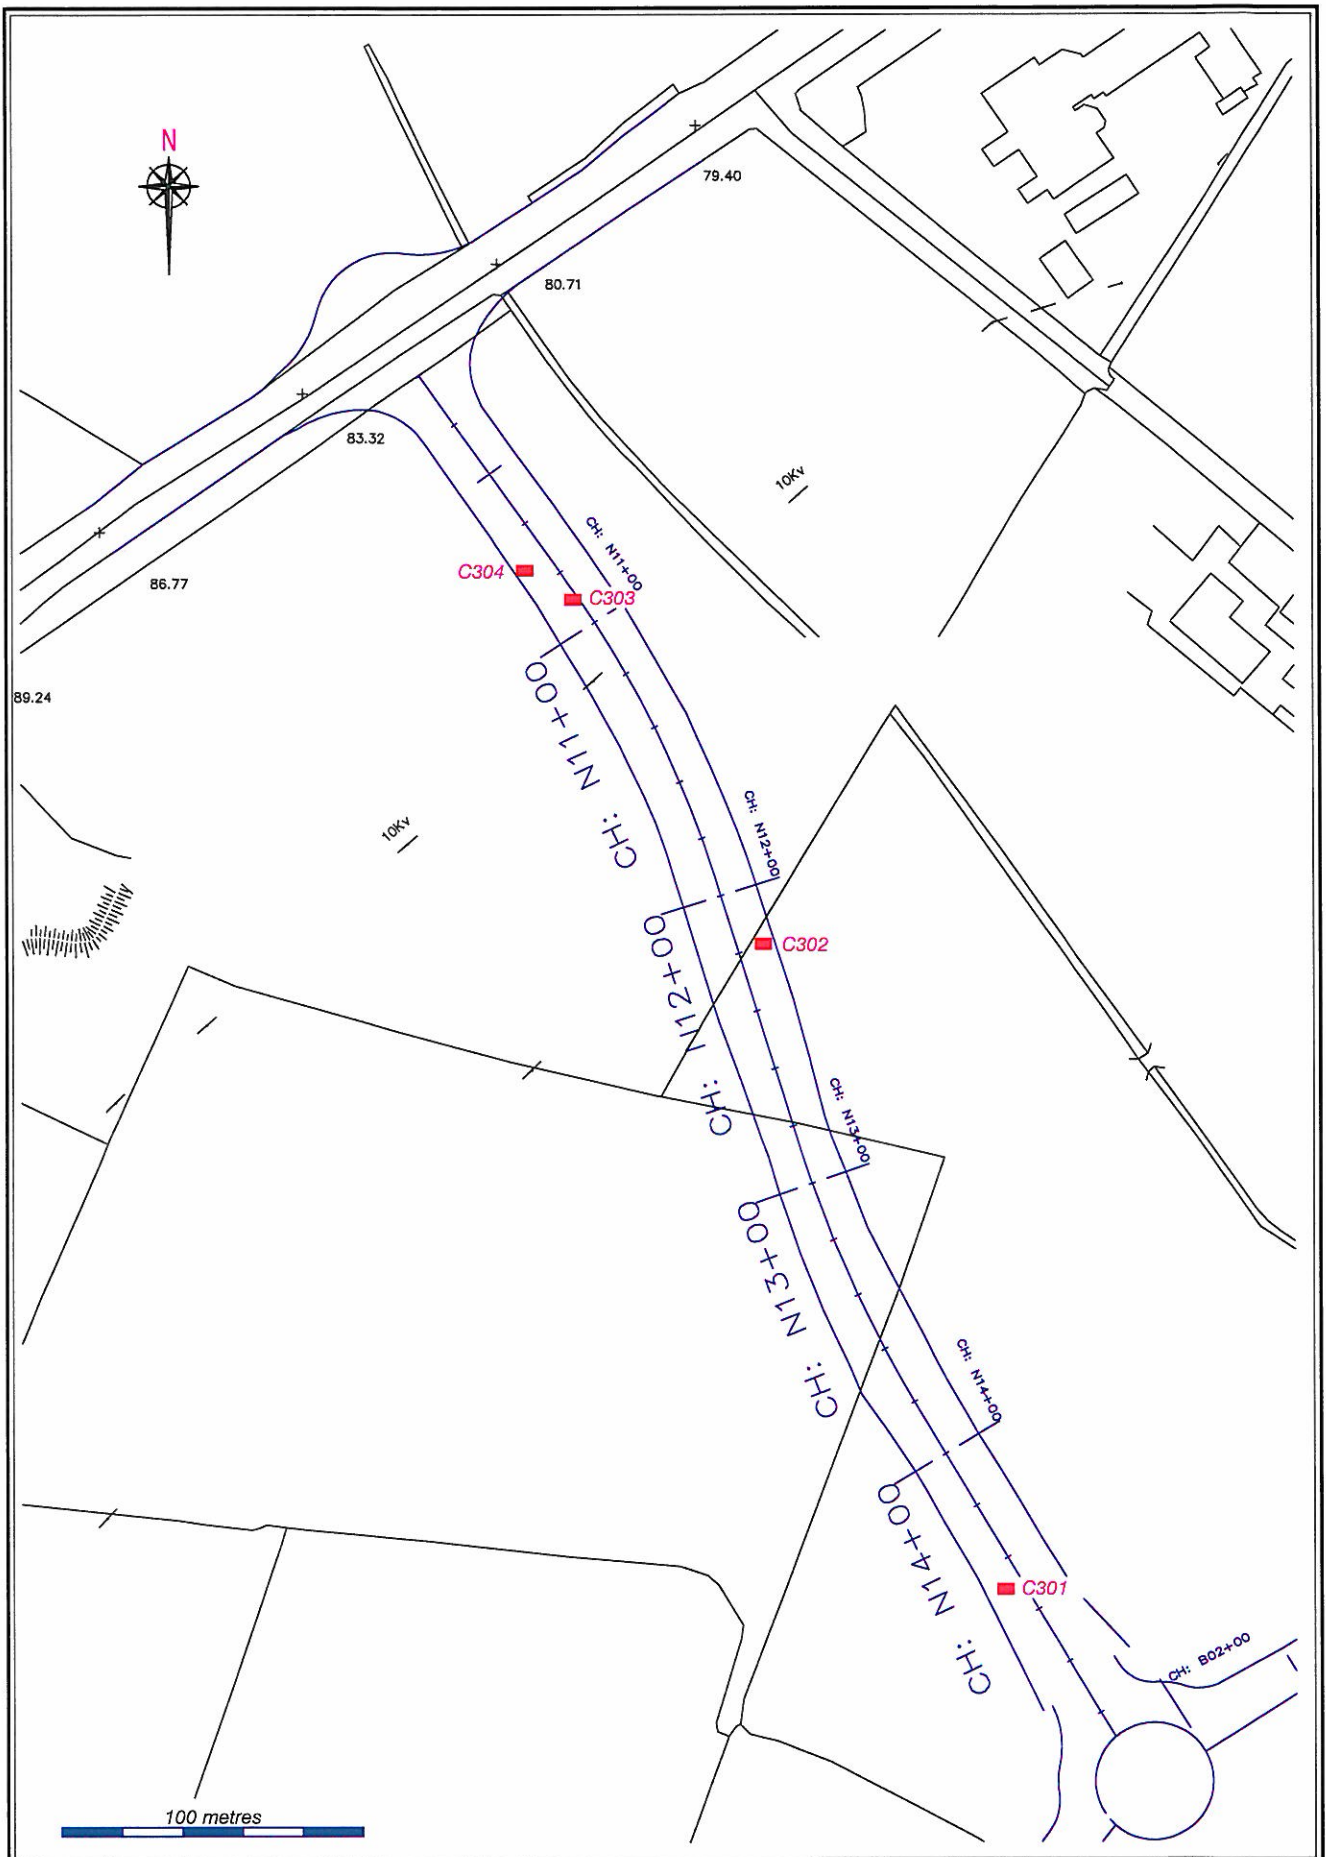 N
79.40
80.71
83.32
10Kv
CH: N11+00
86.77
C304
C303
CH: N11+00
89.24
CH: N12+00
10Kv
CH: N12+00
C302
CH: N13+00
CH: N13+00
CH: N14+00
CH: N14+00
C301
CH: B02+00
100 metres